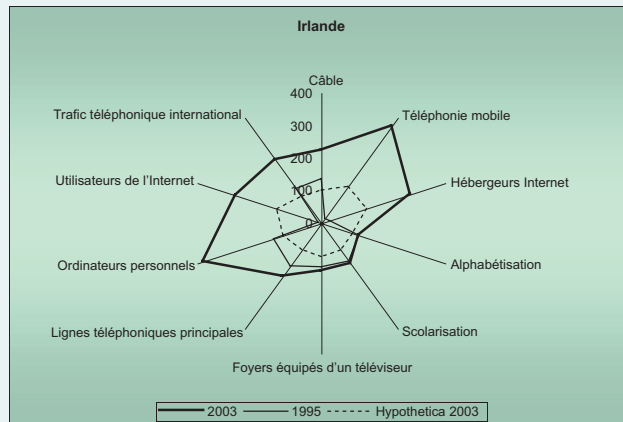 Irlande
Câble
400
300
200
100
0
Trafic téléphonique international
Téléphonie mobile
Utilisateurs de l'Internet
Hébergeurs Internet
Ordinateurs personnels
Alphabétisation
Lignes téléphoniques principales
Scolarisation
Foyers équipés d'un téléviseur
2003 1995 Hypothetica 2003